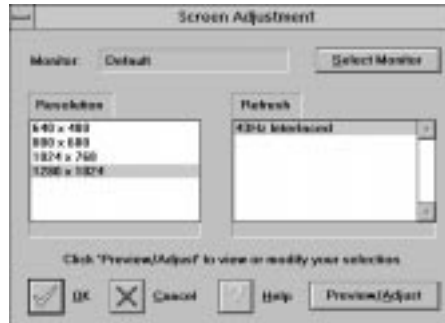 Screen Adjustment
Monitor: Default
Select Monitor
Resolution
Refresh
640 x 480
800 x 600
1024 x 768
1280 x 1024
43Hz Interlaced
Click "Preview/Adjust" to view or modify your selection
OK
Cancel
Help
Preview/Adjust